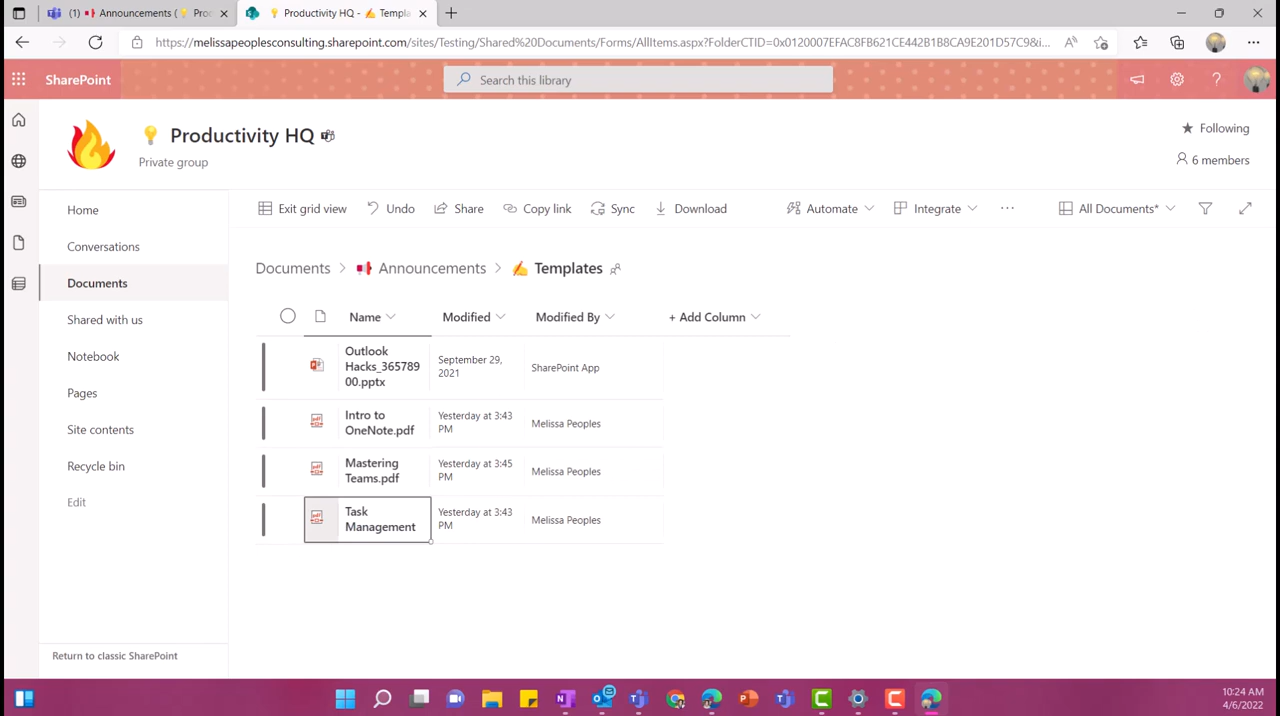 (1) Announcements ( Proc
Productivity HQ - Templa
https://melissapeoplesconsulting.sharepoint.com/sites/Testing/Shared%20Documents/Forms/AllItems.aspx?FolderCTID=0x0120007EFAC8FB621CE442B1B8CA9E201D57C9&i...
SharePoint
Search this library
Productivity HQ
Private group
Following
6 members
Home
Conversations
Documents
Shared with us
Notebook
Pages
Site contents
Recycle bin
Edit
Return to classic SharePoint
Exit grid view Undo Share Copy link Sync Download Automate Integrate ... All Documents*
Documents > Announcements > Templates
Name Modified Modified By + Add Column
Outlook
Hacks_365789
00.pptx
September 29,
2021
SharePoint App
Intro to
OneNote.pdf
Yesterday at 3:43
PM
Melissa Peoples
Mastering
Teams.pdf
Yesterday at 3:45
PM
Melissa Peoples
Task
Management
Yesterday at 3:43
PM
Melissa Peoples
10:24 AM
4/6/2022